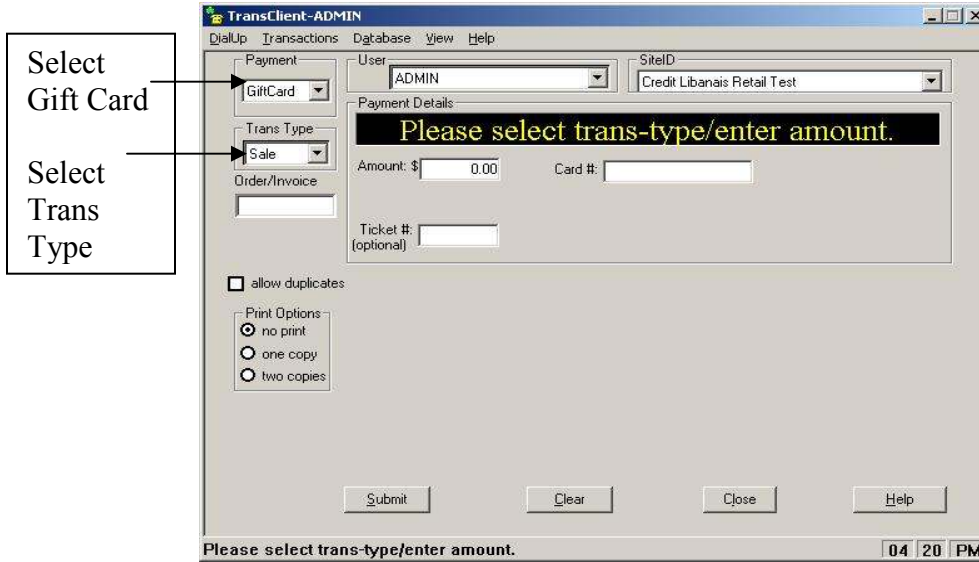 Select
Gift Card
Select
Trans
Type
TransClient-ADMIN
DialUp Transactions Database View Help
Payment
GiftCard
User
ADMIN
SiteID
Credit Libanais Retail Test
Trans Type
Sale
Order/Invoice
Payment Details
Please select trans-type/enter amount.
Amount: $ 0.00
Card #:
Ticket #:
(optional)
allow duplicates
Print Options
no print
one copy
two copies
Submit Clear Close Help
Please select trans-type/enter amount. 04 20 PM